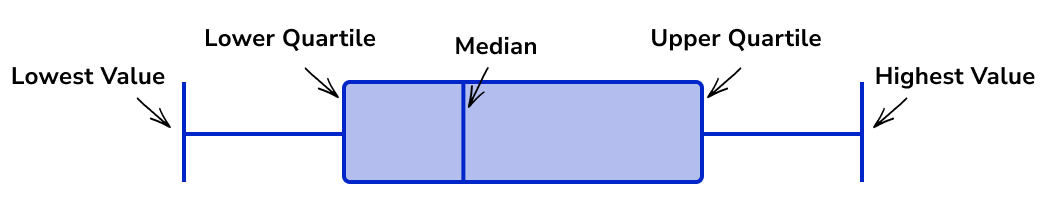 Lower Quartile
Median
Upper Quartile
Lowest Value
Highest Value